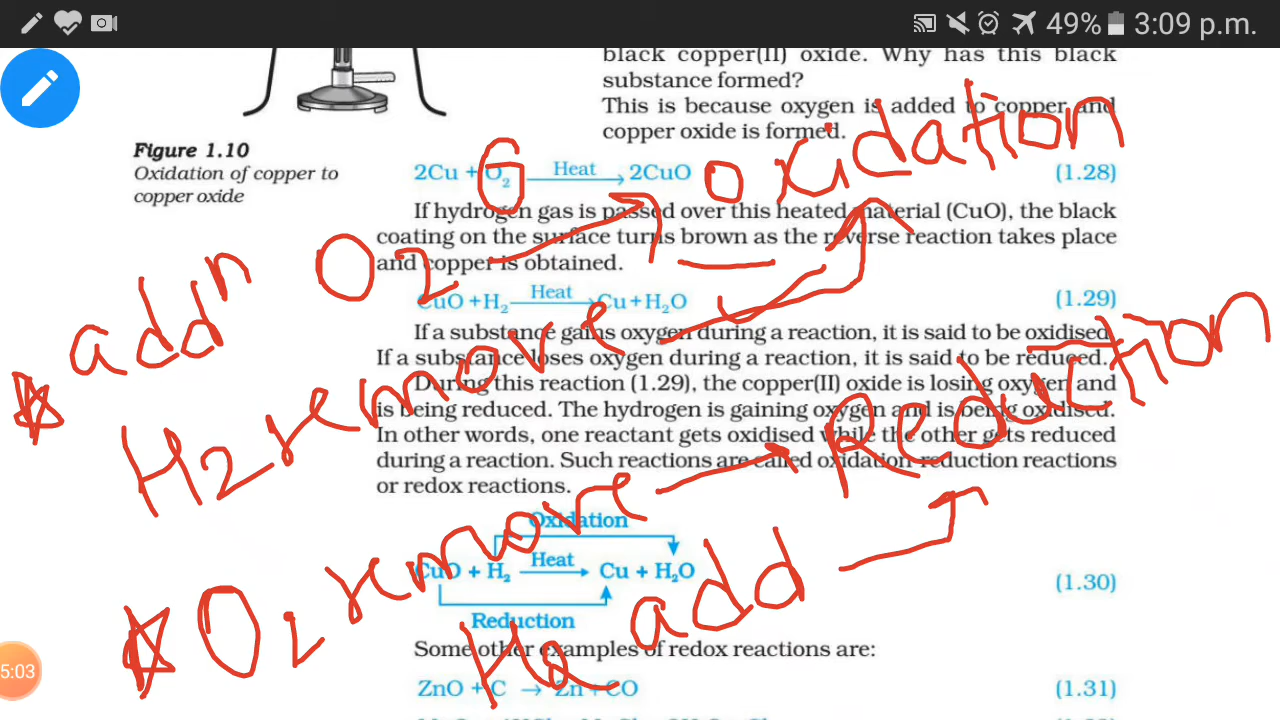 49% 3:09 p.m.
black copper(II) oxide. Why has this black
substance formed?
This is because oxygen is added to copper and
copper oxide is formed.
Figure 1.10
Oxidation of copper to
copper oxide
2Cu + O₂ Heat → 2CuO (1.28)
oxidation
If hydrogen gas is passed over this heated material (CuO), the black
coating on the surface turns brown as the reverse reaction takes place
and copper is obtained.
addn O2
CuO + H₂ Heat → Cu + H₂O (1.29)
If a substance gains oxygen during a reaction, it is said to be oxidised.
If a substance loses oxygen during a reaction, it is said to be reduced.
H2 remove
Reduction
During this reaction (1.29), the copper(II) oxide is losing oxygen and
is being reduced. The hydrogen is gaining oxygen and is being oxidised.
In other words, one reactant gets oxidised while the other gets reduced
during a reaction. Such reactions are called oxidation-reduction reactions
or redox reactions.
O2 remove
Oxidation
CuO + H₂ Heat → Cu + H₂O (1.30)
Reduction
H2 add
Some other examples of redox reactions are:
5:03
ZnO + C → Zn + CO (1.31)